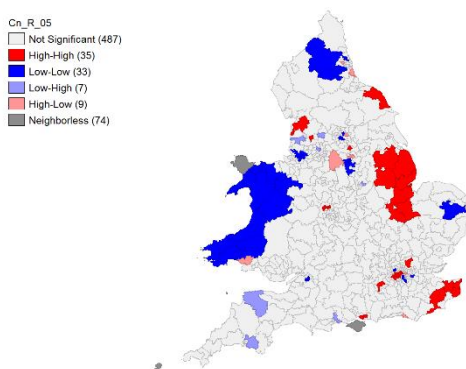 Cn_R_05
Not Significant (487)
High-High (35)
Low-Low (33)
Low-High (7)
High-Low (9)
Neighborless (74)